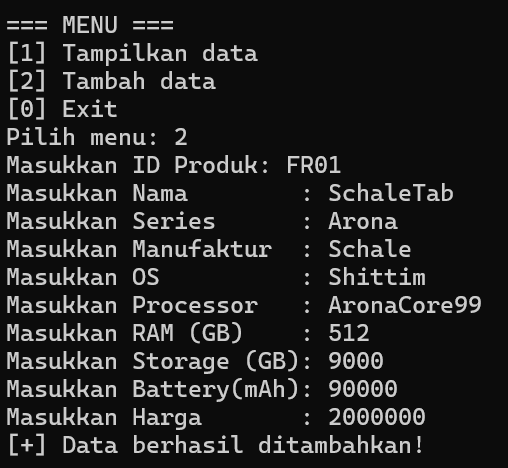 === MENU ===
[1] Tampilkan data
[2] Tambah data
[0] Exit
Pilih menu: 2
Masukkan ID Produk: FR01
Masukkan Nama        : SchaleTab
Masukkan Series      : Arona
Masukkan Manufaktur  : Schale
Masukkan OS          : Shittim
Masukkan Processor   : AronaCore99
Masukkan RAM (GB)    : 512
Masukkan Storage (GB): 9000
Masukkan Battery(mAh): 90000
Masukkan Harga       : 2000000
[+] Data berhasil ditambahkan!